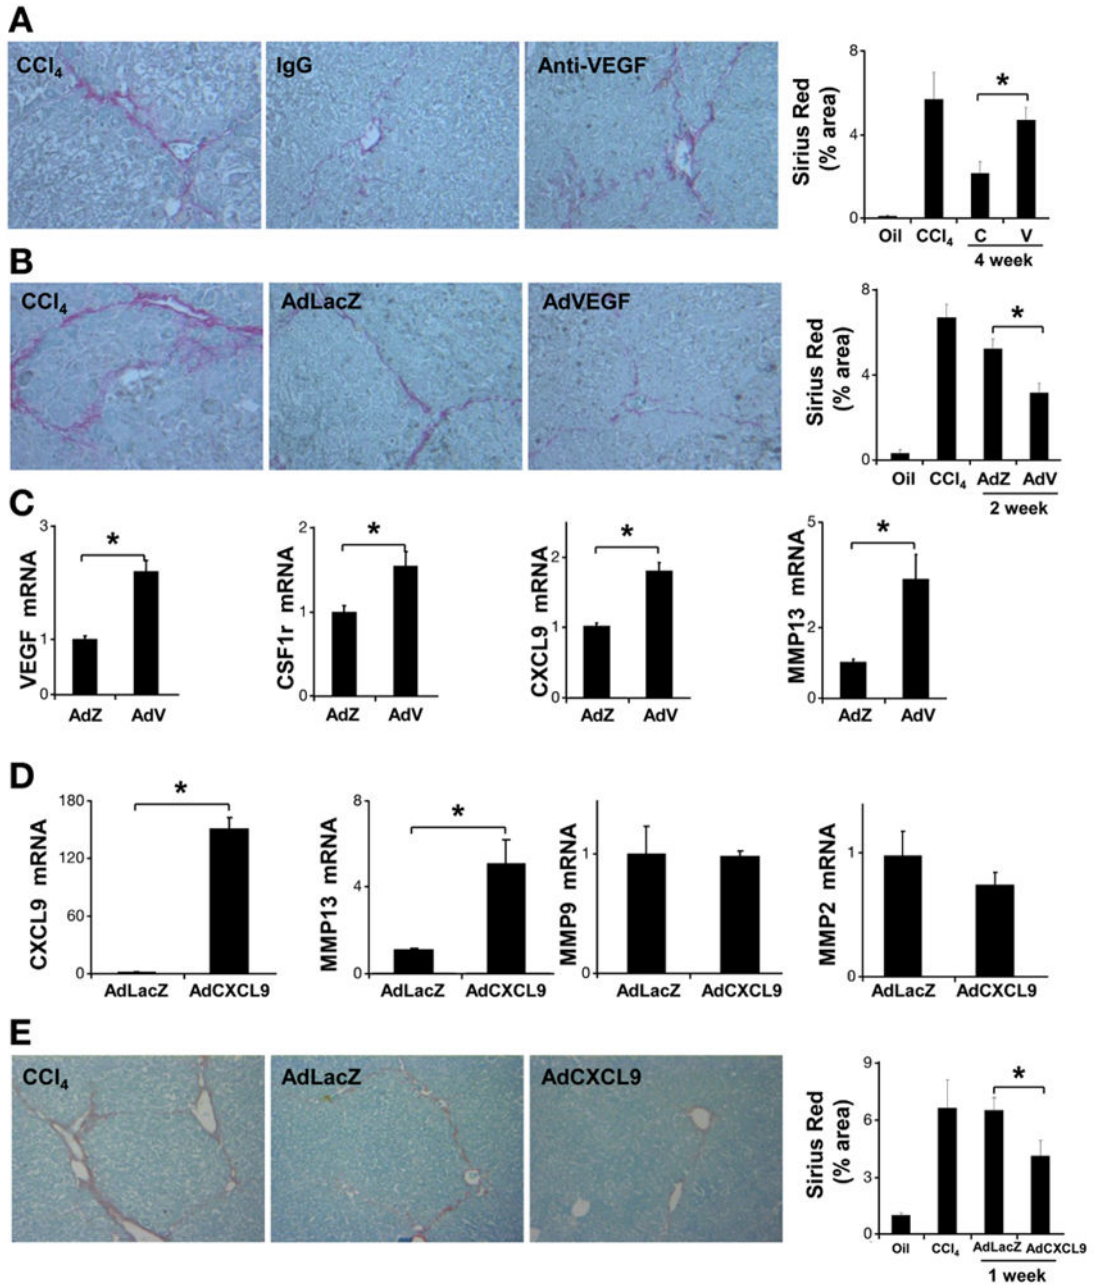 A
CCl₄
IgG
Anti-VEGF
Sirius Red
(% area)
8
4
0
*
Oil CCl₄ C V
4 week
B
CCl₄
AdLacZ
AdVEGF
Sirius Red
(% area)
8
4
0
*
Oil CCl₄ AdZ AdV
2 week
C
VEGF mRNA
3
1
0
*
AdZ AdV
CSF1r mRNA
2
1
0
*
AdZ AdV
CXCL9 mRNA
2
1
0
*
AdZ AdV
MMP13 mRNA
5
2
0
*
AdZ AdV
D
CXCL9 mRNA
180
120
60
0
*
AdLacZ AdCXCL9
MMP13 mRNA
8
4
0
*
AdLacZ AdCXCL9
MMP9 mRNA
1
0
AdLacZ AdCXCL9
MMP2 mRNA
1
0
AdLacZ AdCXCL9
E
CCl₄
AdLacZ
AdCXCL9
Sirius Red
(% area)
9
6
3
0
*
Oil CCl₄ AdLacZ AdCXCL9
1 week